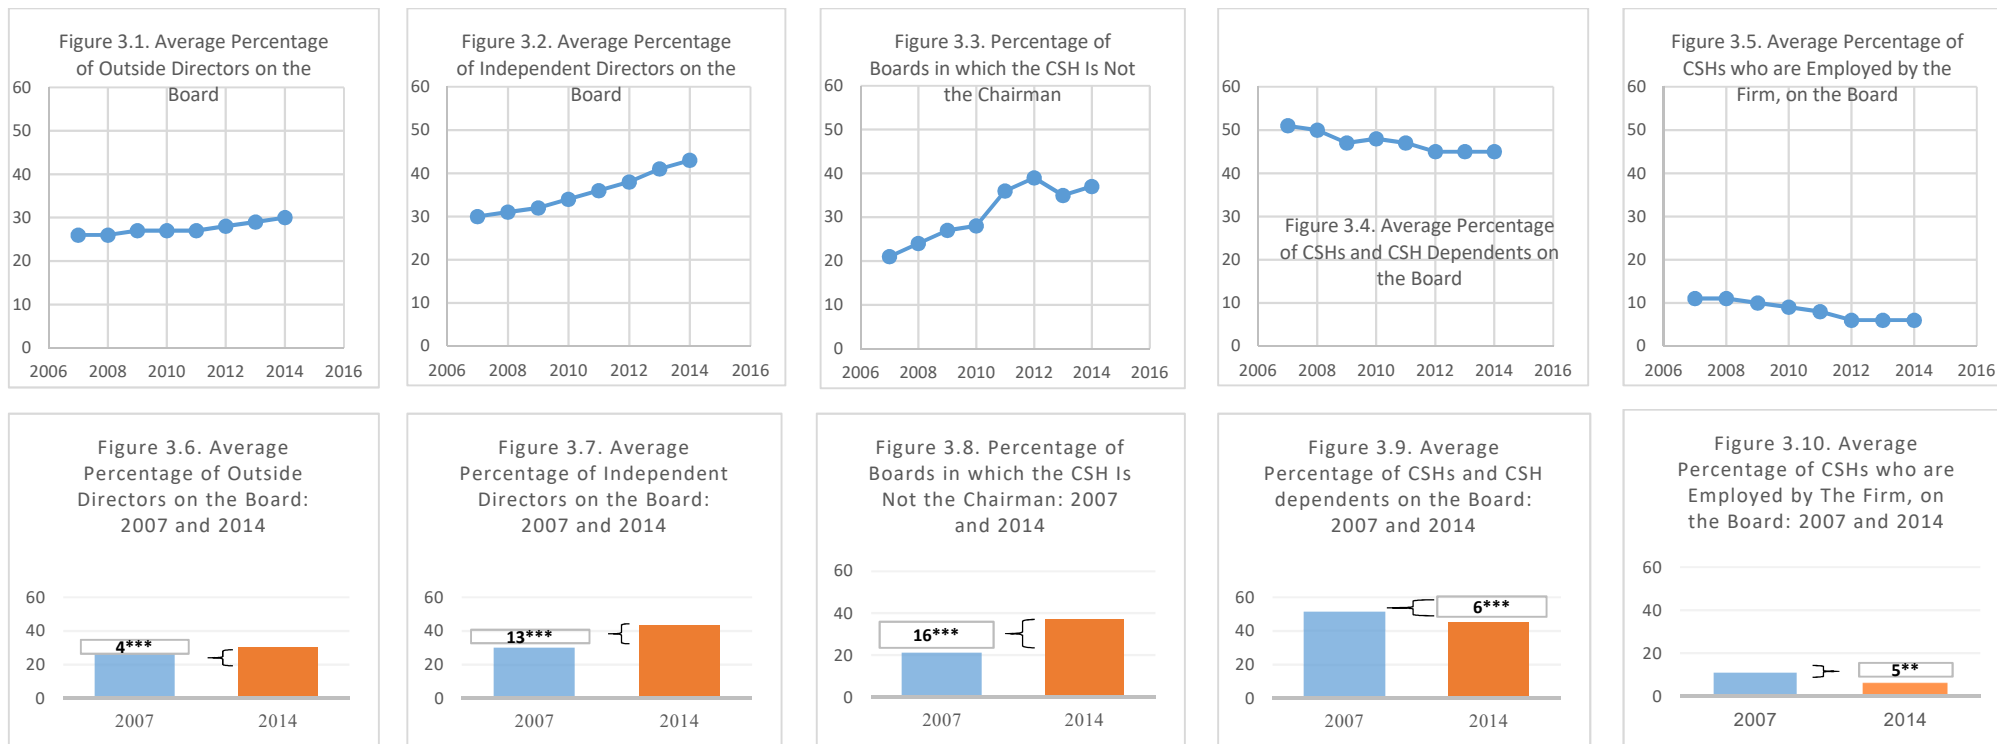 Figure 3.1. Average Percentage
of Outside Directors on the
Board
60
50
40
30
20
10
0
2006 2008 2010 2012 2014 2016
Figure 3.2. Average Percentage
of Independent Directors on the
Board
60
50
40
30
20
10
0
2006 2008 2010 2012 2014 2016
Figure 3.3. Percentage of
Boards in which the CSH Is Not
the Chairman
60
50
40
30
20
10
0
2006 2008 2010 2012 2014 2016
60
50
40
30
20
10
0
Figure 3.4. Average Percentage
of CSHs and CSH Dependents on
the Board
2006 2008 2010 2012 2014 2016
Figure 3.5. Average Percentage of
CSHs who are Employed by the
Firm, on the Board
60
50
40
30
20
10
0
2006 2008 2010 2012 2014 2016
Figure 3.6. Average
Percentage of Outside
Directors on the Board:
2007 and 2014
60
40
20
0
4***
2007 2014
Figure 3.7. Average
Percentage of Independent
Directors on the Board:
2007 and 2014
60
40
20
0
13***
2007 2014
Figure 3.8. Percentage of
Boards in which the CSH Is
Not the Chairman: 2007
and 2014
60
40
20
0
16***
2007 2014
Figure 3.9. Average
Percentage of CSHs and CSH
dependents on the Board:
2007 and 2014
60
40
20
0
6***
2007 2014
Figure 3.10. Average
Percentage of CSHs who are
Employed by The Firm, on
the Board: 2007 and 2014
60
40
20
0
5**
2007 2014